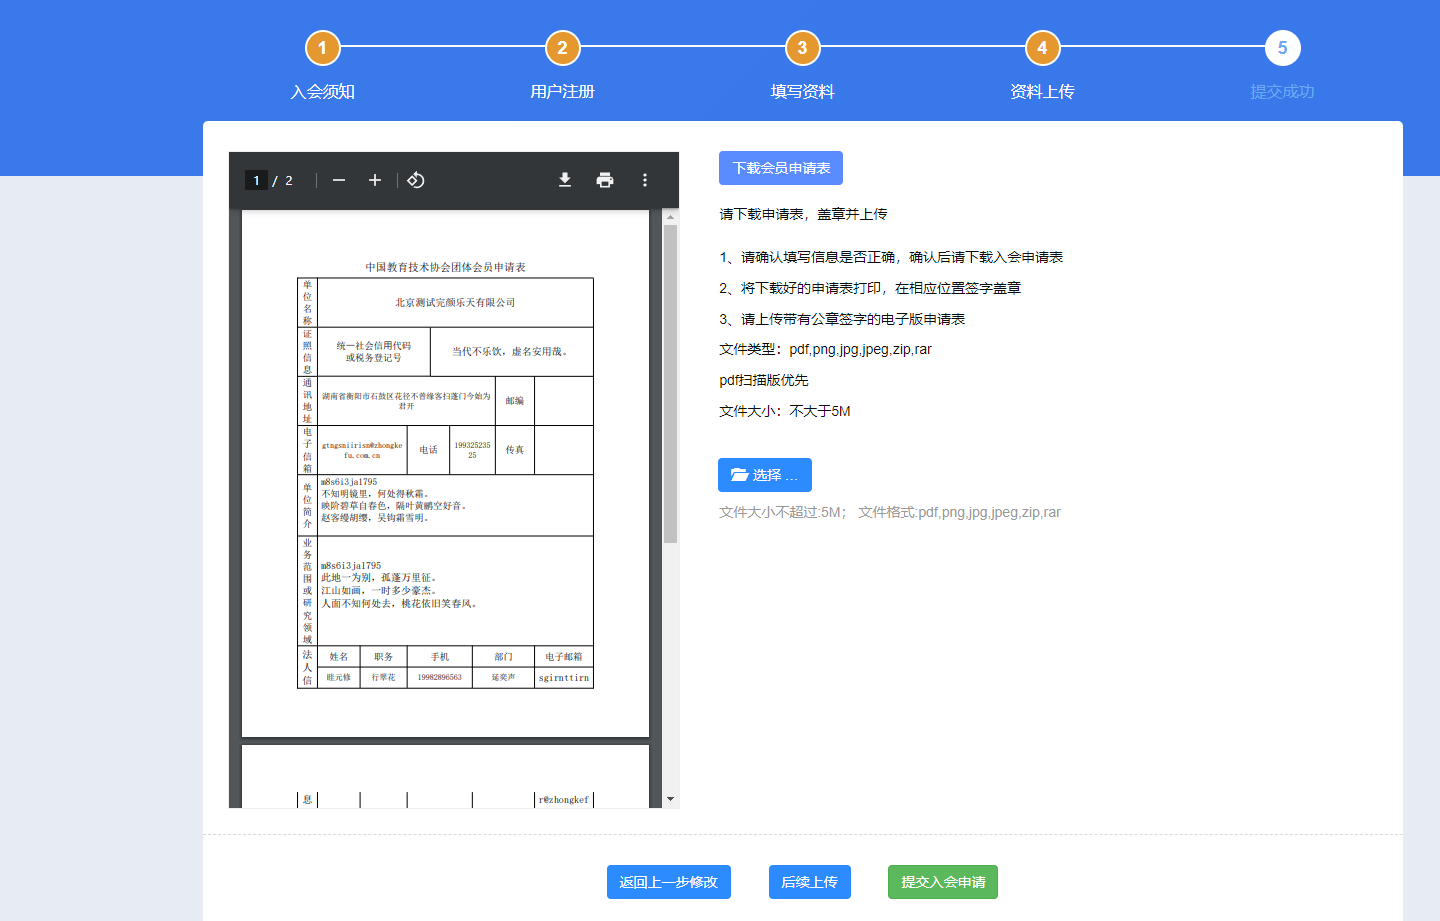 1
2
3
4
5
入会须知
用户注册
填写资料
资料上传
提交成功
1 / 2
中国教育技术协会团体会员申请表
单位名称
北京测试完颜乐天有限公司
证照信息
统一社会信用代码
或税务登记号
当代不乐饮，虚名安用哉。
通讯地址
湖南省衡阳市石鼓区花径不曾缘客扫蓬门今始为
君开
邮编
电子信箱
gtngsniirisn@zhongke
fu.com.cn
电话
199325235
25
传真
单位简介
m8s6i3ja1795
不知明镜里，何处得秋霜。
映阶碧草自春色，隔叶黄鹂空好音。
赵客缦胡缨，吴钩霜雪明。
业务范围或研究领域
m8s6i3ja1795
此地一为别，孤蓬万里征。
江山如画，一时多少豪杰。
人面不知何处去，桃花依旧笑春风。
法人信
姓名
职务
手机
部门
电子邮箱
眭元修
行翠花
19982896563
延奕声
sgirnttirn
息
r@zhongkef
下载会员申请表
请下载申请表，盖章并上传
1、请确认填写信息是否正确，确认后请下载入会申请表
2、将下载好的申请表打印，在相应位置签字盖章
3、请上传带有公章签字的电子版申请表
文件类型：pdf,png,jpg,jpeg,zip,rar
pdf扫描版优先
文件大小：不大于5M
选择 ...
文件大小不超过:5M； 文件格式:pdf,png,jpg,jpeg,zip,rar
返回上一步修改
后续上传
提交入会申请